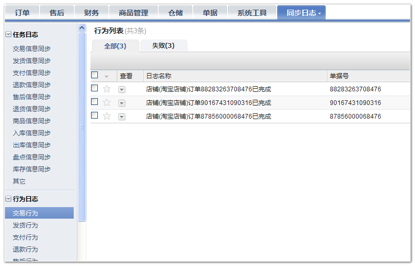 订单 售后 财务 商品管理 仓储 单据 系统工具 同步日志
任务日志
交易信息同步
发货信息同步
支付信息同步
退款信息同步
售后信息同步
退货信息同步
商品信息同步
入库信息同步
出库信息同步
盘点信息同步
库存信息同步
其它
行为日志
交易行为
发货行为
支付行为
退款行为
售后行为
行为列表 (共3条)
全部(3) 失败(3)
查看 日志名称 单据号
店铺(淘宝店铺)订单88283263708476已完成 88283263708476
店铺(淘宝店铺)订单90167431090316已完成 90167431090316
店铺(淘宝店铺)订单87856000068476已完成 87856000068476